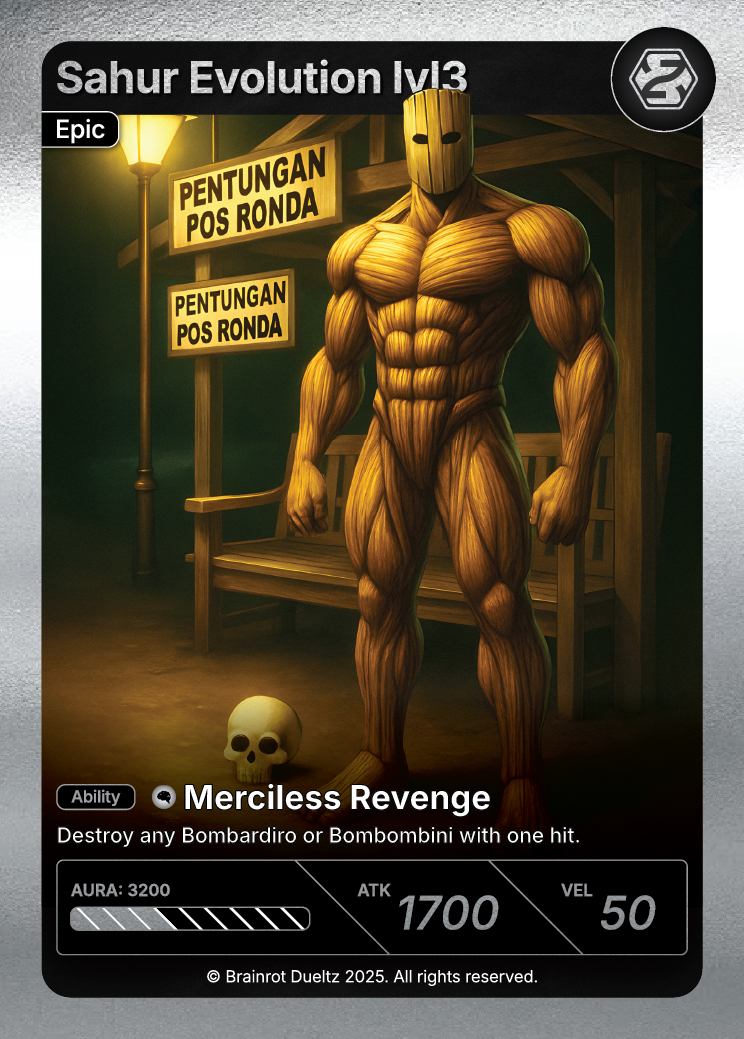 Sahur Evolution lvl3
Epic
PENTUNGAN
POS RONDA
PENTUNGAN
POS RONDA
Ability
Merciless Revenge
Destroy any Bombardiro or Bombombini with one hit.
AURA: 3200
ATK 1700
VEL 50
© Brainrot Dueltz 2025. All rights reserved.